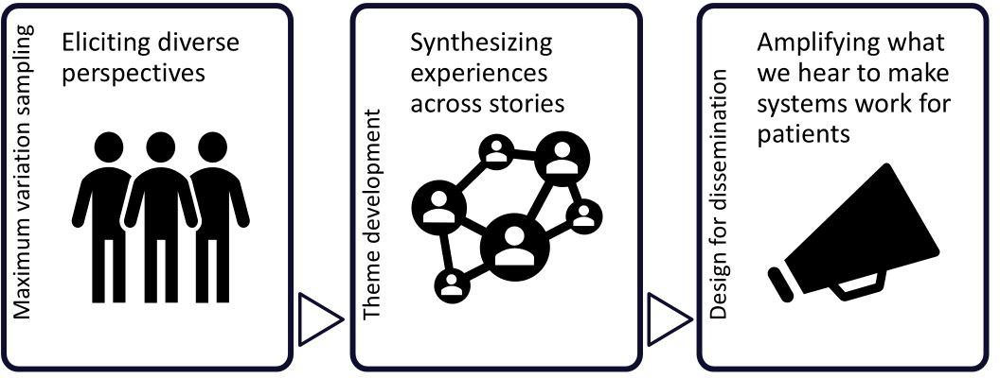 Maximum variation sampling
Eliciting diverse
perspectives
Theme development
Synthesizing
experiences
across stories
Design for dissemination
Amplifying what
we hear to make
systems work for
patients